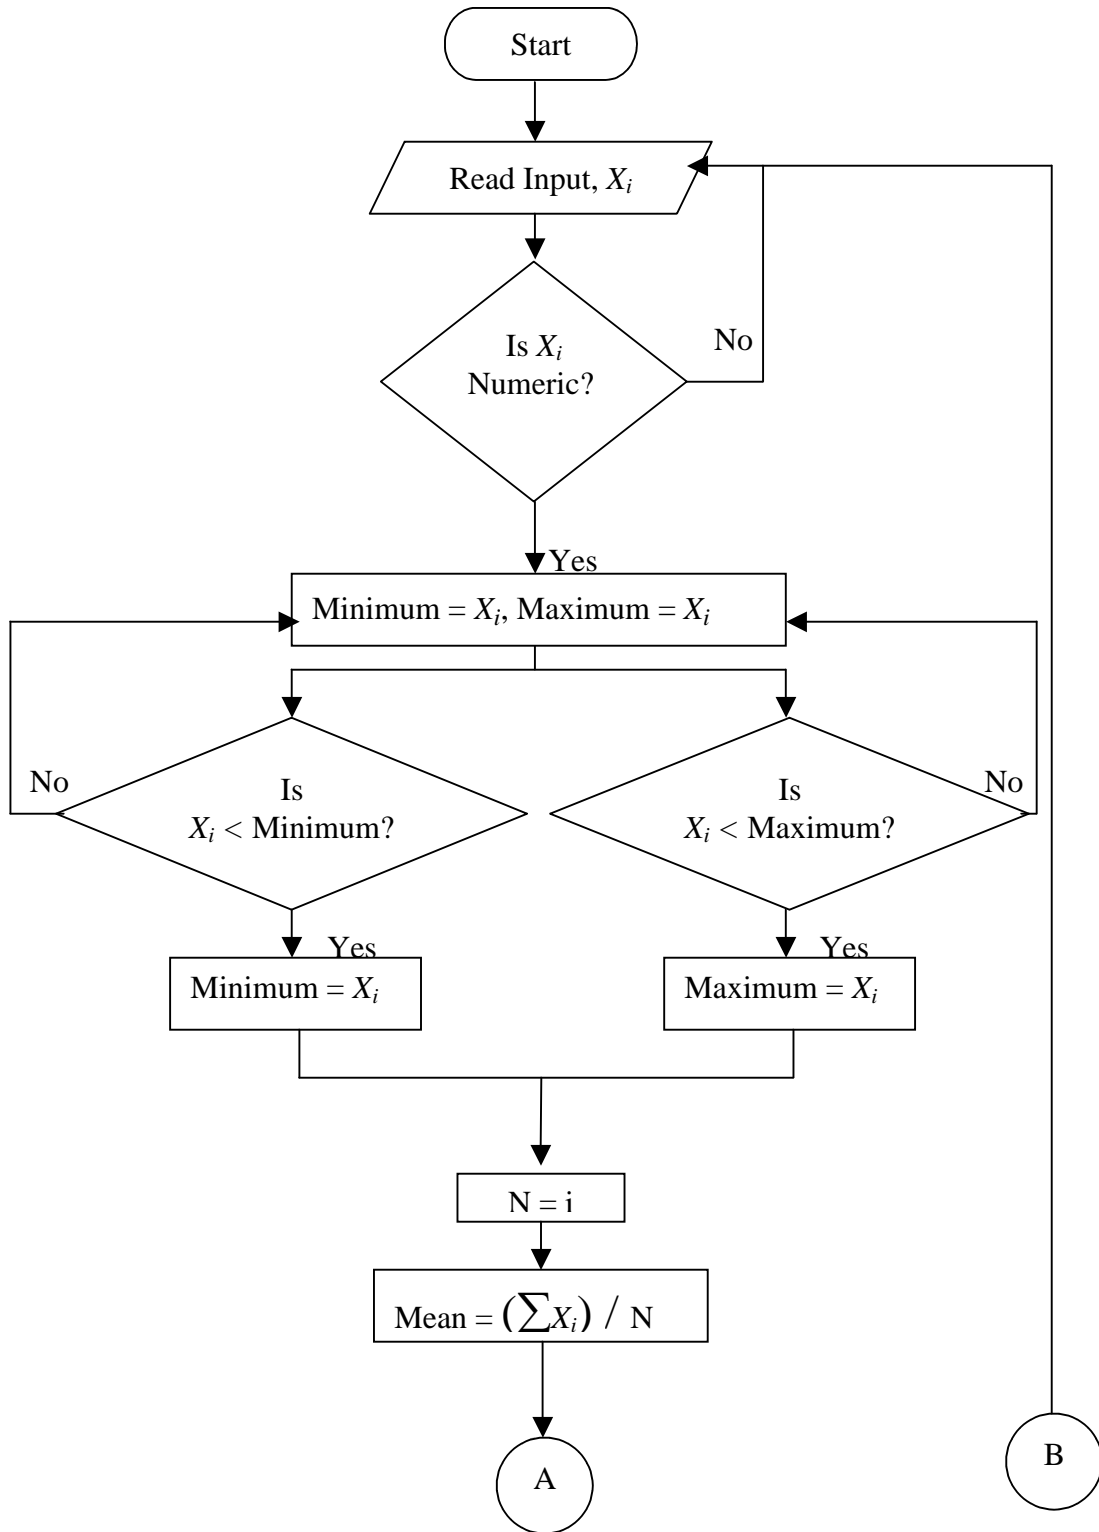 Start
Read Input, Xi
Is Xi
Numeric?
No
Yes
Minimum = Xi, Maximum = Xi
No
Is
Xi < Minimum?
Is
Xi < Maximum?
No
Yes
Minimum = Xi
Yes
Maximum = Xi
N = i
Mean = (∑Xi) / N
A
B